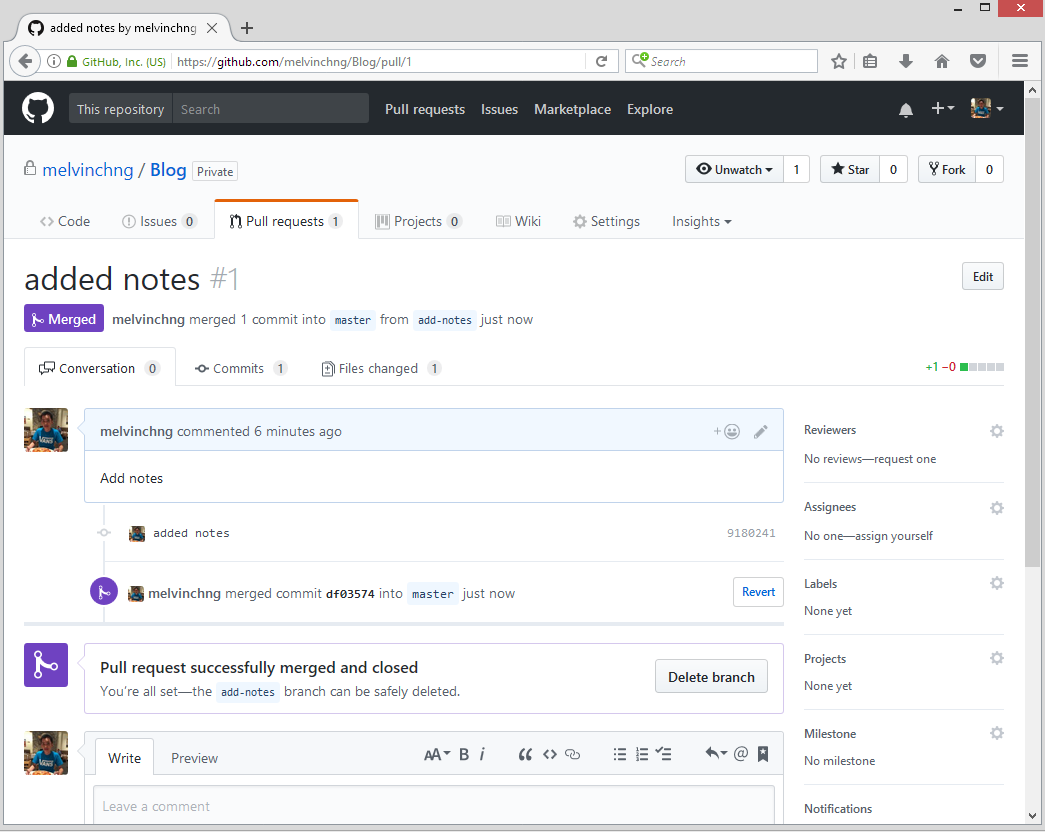 added notes by melvinchng
GitHub, Inc. (US) https://github.com/melvinchng/Blog/pull/1 Search
This repository Search Pull requests Issues Marketplace Explore
melvinchng / Blog Private Unwatch 1 Star 0 Fork 0
Code Issues 0 Pull requests 1 Projects 0 Wiki Settings Insights
added notes #1 Edit
Merged melvinchng merged 1 commit into master from add-notes just now
Conversation 0 Commits 1 Files changed 1 +1 −0
melvinchng commented 6 minutes ago
Add notes
added notes 9180241
melvinchng merged commit df03574 into master just now Revert
Pull request successfully merged and closed
You're all set—the add-notes branch can be safely deleted.
Delete branch
Write Preview AA B i
Leave a comment
Reviewers
No reviews—request one
Assignees
No one—assign yourself
Labels
None yet
Projects
None yet
Milestone
No milestone
Notifications